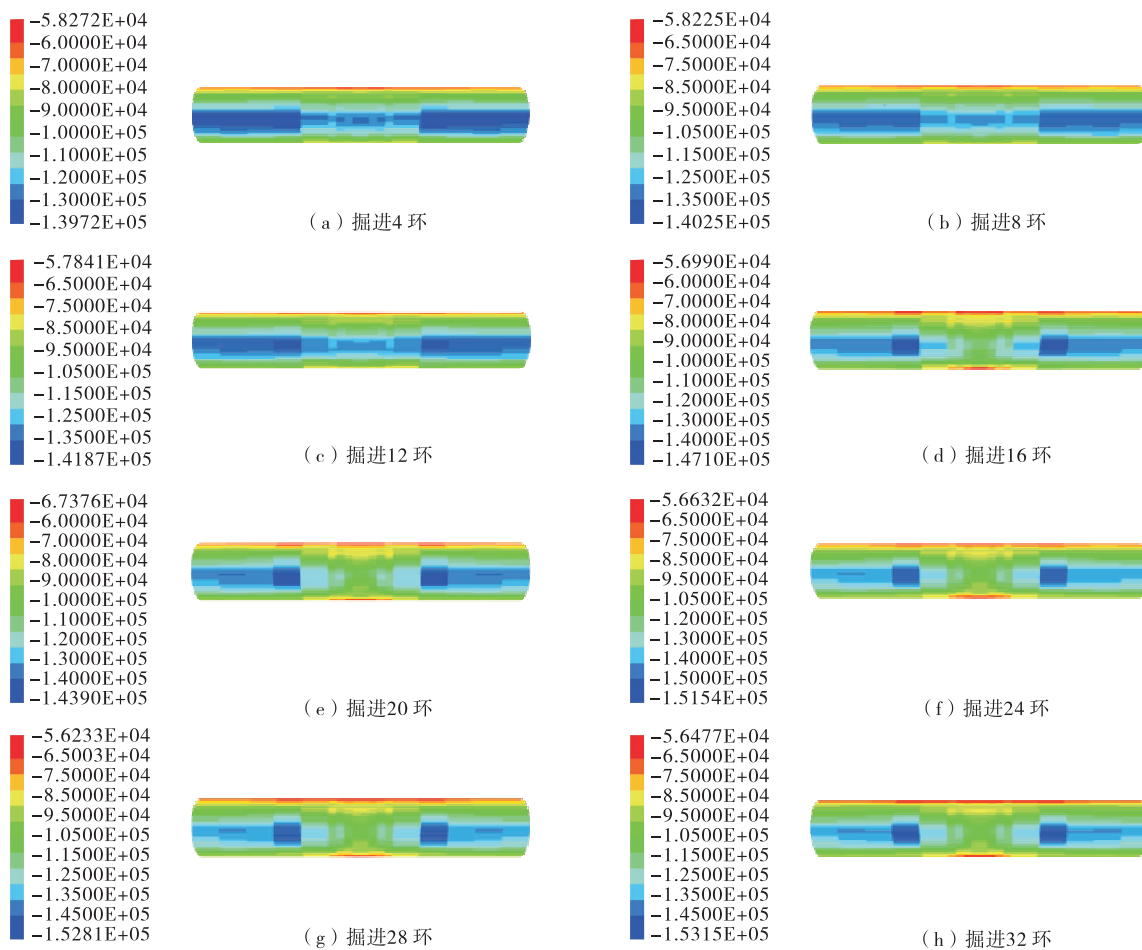 -5.8272E+04
-6.0000E+04
-7.0000E+04
-8.0000E+04
-9.0000E+04
-1.0000E+05
-1.1000E+05
-1.2000E+05
-1.3000E+05
-1.3972E+05
（a）掘进4 环
-5.8225E+04
-6.5000E+04
-7.5000E+04
-8.5000E+04
-9.5000E+04
-1.0500E+05
-1.1500E+05
-1.2500E+05
-1.3500E+05
-1.4025E+05
（b）掘进8 环
-5.7841E+04
-6.5000E+04
-7.5000E+04
-8.5000E+04
-9.5000E+04
-1.0500E+05
-1.1500E+05
-1.2500E+05
-1.3500E+05
-1.4187E+05
（c）掘进12 环
-5.6990E+04
-6.0000E+04
-7.0000E+04
-8.0000E+04
-9.0000E+04
-1.0000E+05
-1.1000E+05
-1.2000E+05
-1.3000E+05
-1.4000E+05
-1.4710E+05
（d）掘进16 环
-6.7376E+04
-6.0000E+04
-7.0000E+04
-8.0000E+04
-9.0000E+04
-1.0000E+05
-1.1000E+05
-1.2000E+05
-1.3000E+05
-1.4000E+05
-1.4390E+05
（e）掘进20 环
-5.6632E+04
-6.5000E+04
-7.5000E+04
-8.5000E+04
-9.5000E+04
-1.0500E+05
-1.2000E+05
-1.3000E+05
-1.4000E+05
-1.5000E+05
-1.5154E+05
（f）掘进24 环
-5.6233E+04
-6.5003E+04
-7.5000E+04
-8.5000E+04
-9.5000E+04
-1.0500E+05
-1.1500E+05
-1.2500E+05
-1.3500E+05
-1.4500E+05
-1.5281E+05
（g）掘进28 环
-5.6477E+04
-6.5000E+04
-7.5000E+04
-8.5000E+04
-9.5000E+04
-1.0500E+05
-1.1500E+05
-1.2500E+05
-1.3500E+05
-1.4500E+05
-1.5315E+05
（h）掘进32 环